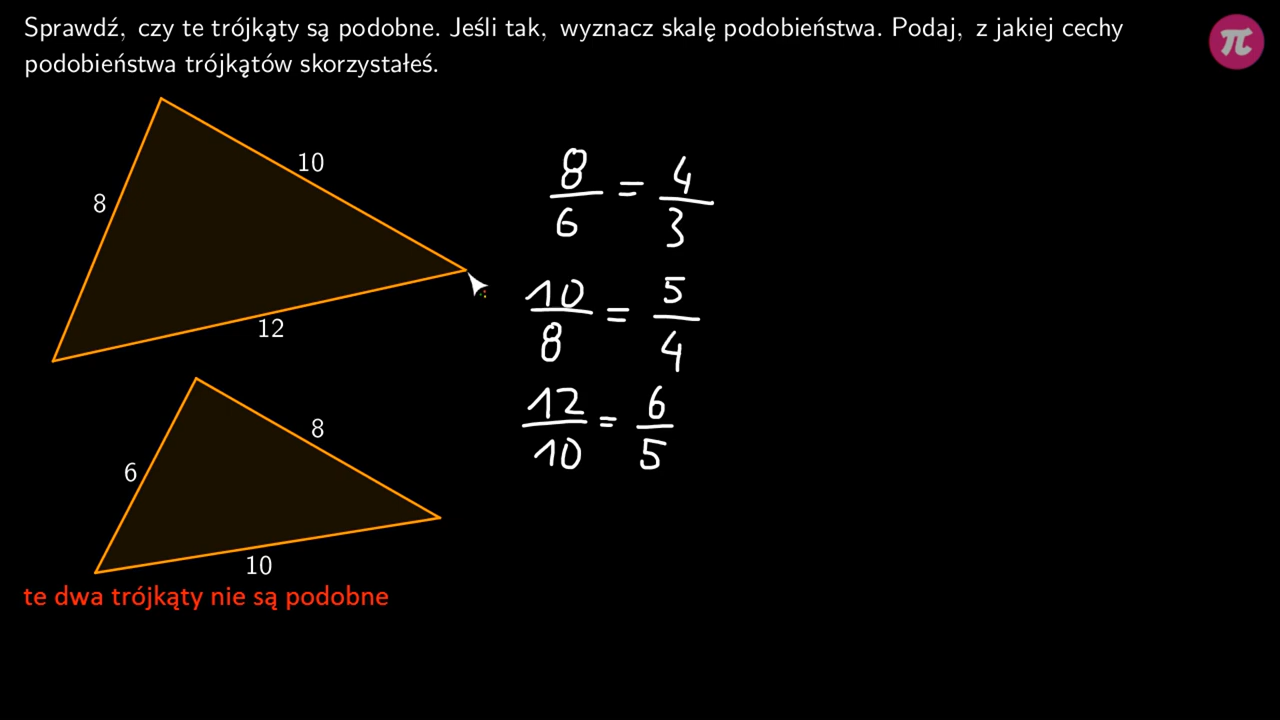 Sprawdź, czy te trójkąty są podobne. Jeśli tak, wyznacz skalę podobieństwa. Podaj, z jakiej cechy
podobieństwa trójkątów skorzystałeś.
π
10
8
12
8/6 = 4/3
10/8 = 5/4
12/10 = 6/5
8
6
10
te dwa trójkąty nie są podobne